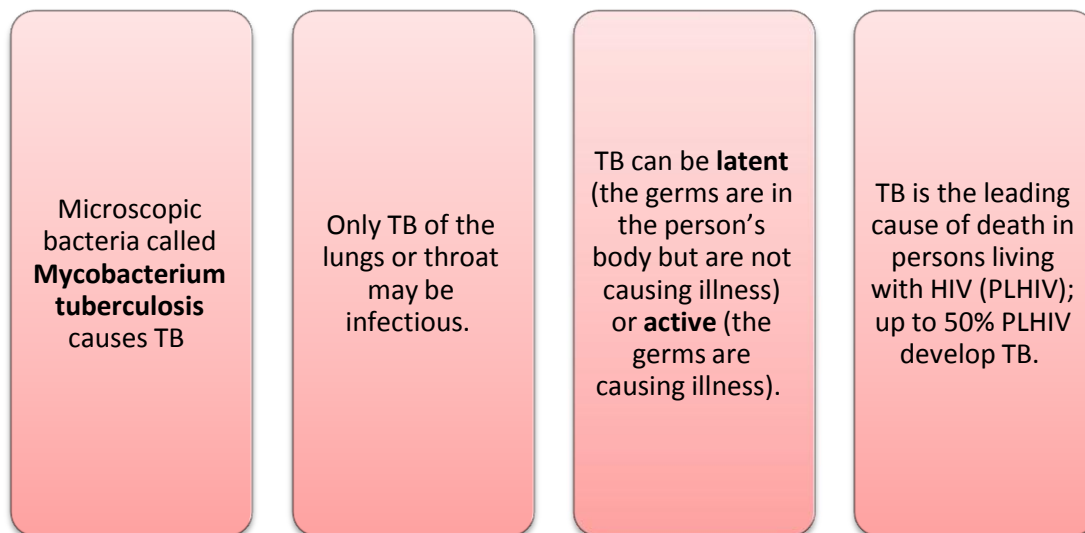 Microscopic
bacteria called
Mycobacterium
tuberculosis
causes TB
Only TB of the
lungs or throat
may be
infectious.
TB can be latent
(the germs are in
the person’s
body but are not
causing illness)
or active (the
germs are
causing illness).
TB is the leading
cause of death in
persons living
with HIV (PLHIV);
up to 50% PLHIV
develop TB.